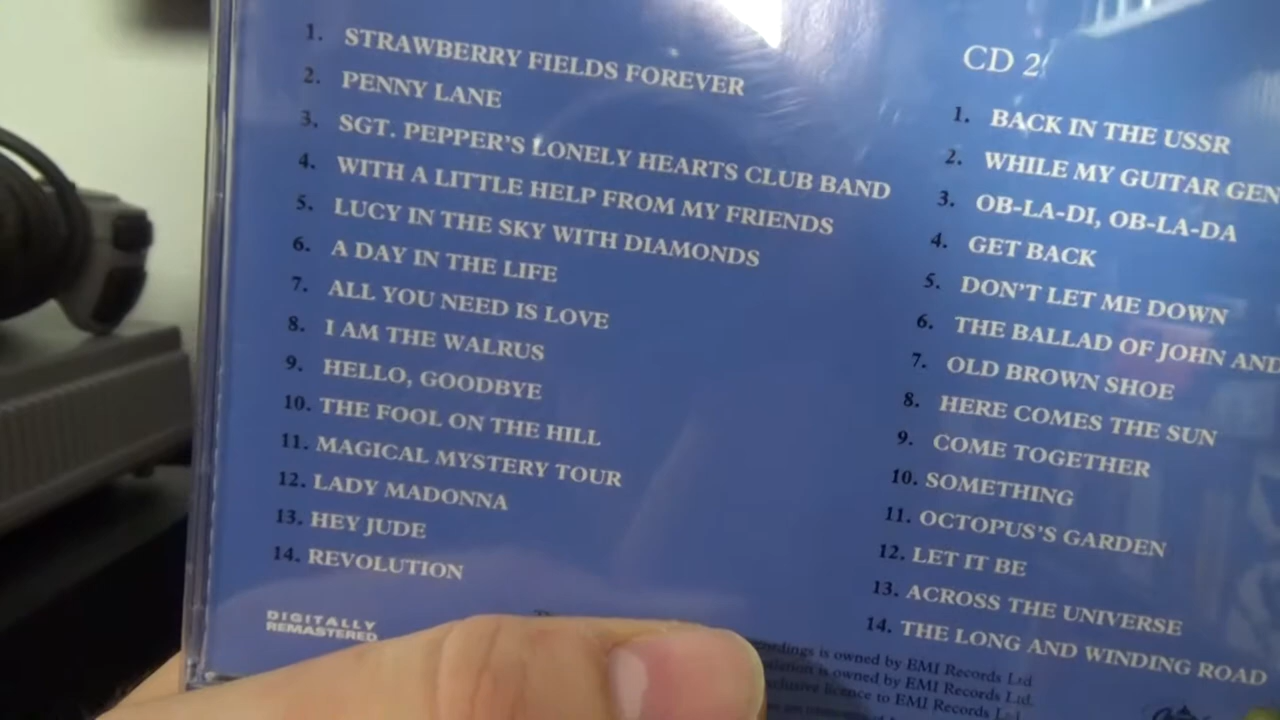 1. STRAWBERRY FIELDS FOREVER
2. PENNY LANE
3. SGT. PEPPER'S LONELY HEARTS CLUB BAND
4. WITH A LITTLE HELP FROM MY FRIENDS
5. LUCY IN THE SKY WITH DIAMONDS
6. A DAY IN THE LIFE
7. ALL YOU NEED IS LOVE
8. I AM THE WALRUS
9. HELLO, GOODBYE
10. THE FOOL ON THE HILL
11. MAGICAL MYSTERY TOUR
12. LADY MADONNA
13. HEY JUDE
14. REVOLUTION
DIGITALLY
REMASTERED
CD 2
1. BACK IN THE USSR
2. WHILE MY GUITAR GEN
3. OB-LA-DI, OB-LA-DA
4. GET BACK
5. DON'T LET ME DOWN
6. THE BALLAD OF JOHN AND
7. OLD BROWN SHOE
8. HERE COMES THE SUN
9. COME TOGETHER
10. SOMETHING
11. OCTOPUS'S GARDEN
12. LET IT BE
13. ACROSS THE UNIVERSE
14. THE LONG AND WINDING ROAD
ordings is owned by EMI Records Ltd
is owned by EMI Records Ltd.
clusive licence to EMI Records Ltd